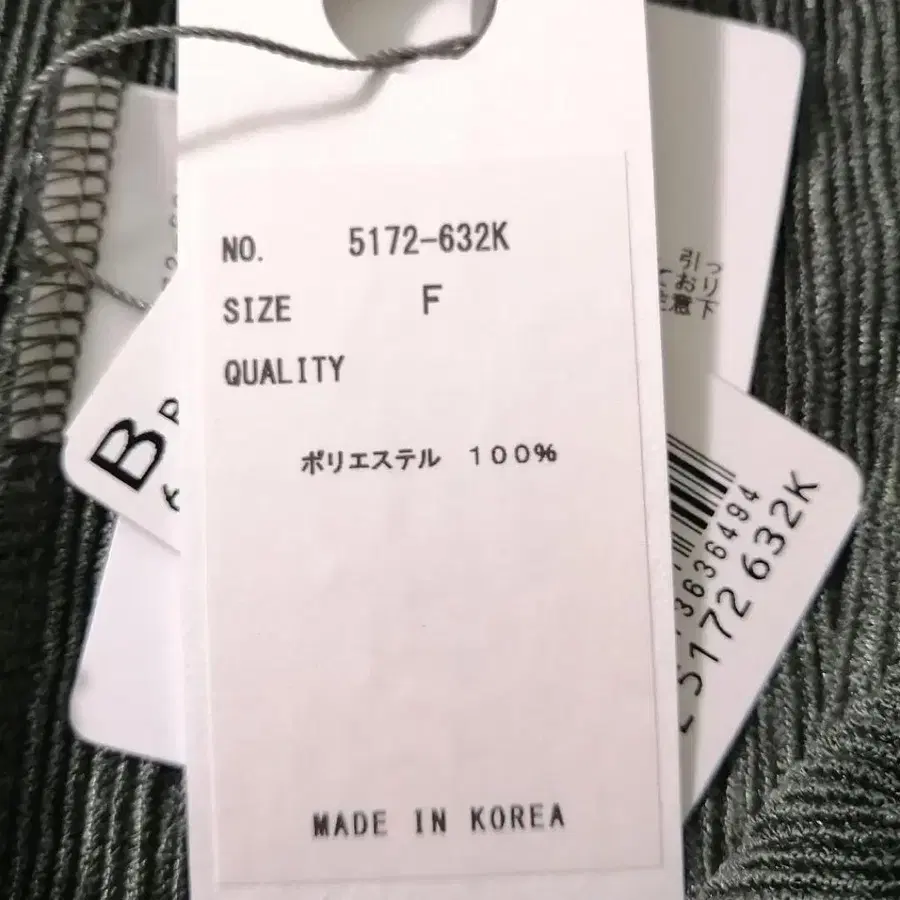 NO. 5172-632K
SIZE F
QUALITY
ポリエステル 100%
MADE IN KOREA
引っ
おり
意下
B
3636494
5172 632K